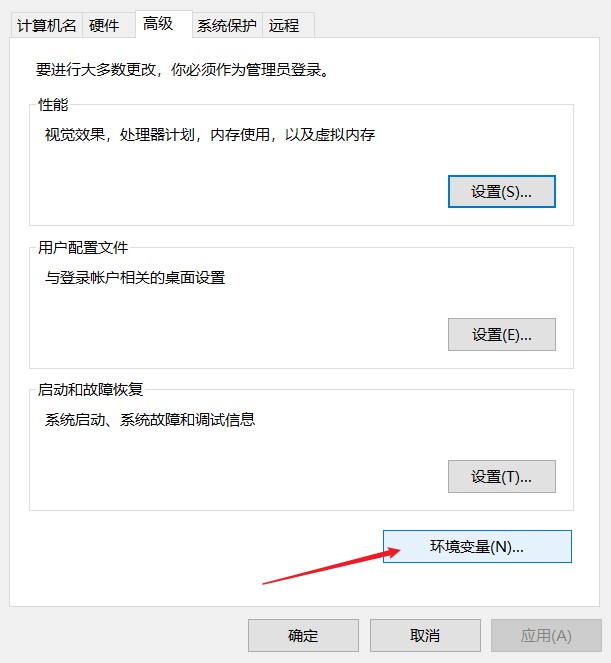 计算机名 硬件 高级 系统保护 远程
要进行大多数更改，你必须作为管理员登录。
性能
视觉效果，处理器计划，内存使用，以及虚拟内存
设置(S)...
用户配置文件
与登录帐户相关的桌面设置
设置(E)...
启动和故障恢复
系统启动、系统故障和调试信息
设置(T)...
环境变量(N)...
确定 取消 应用(A)